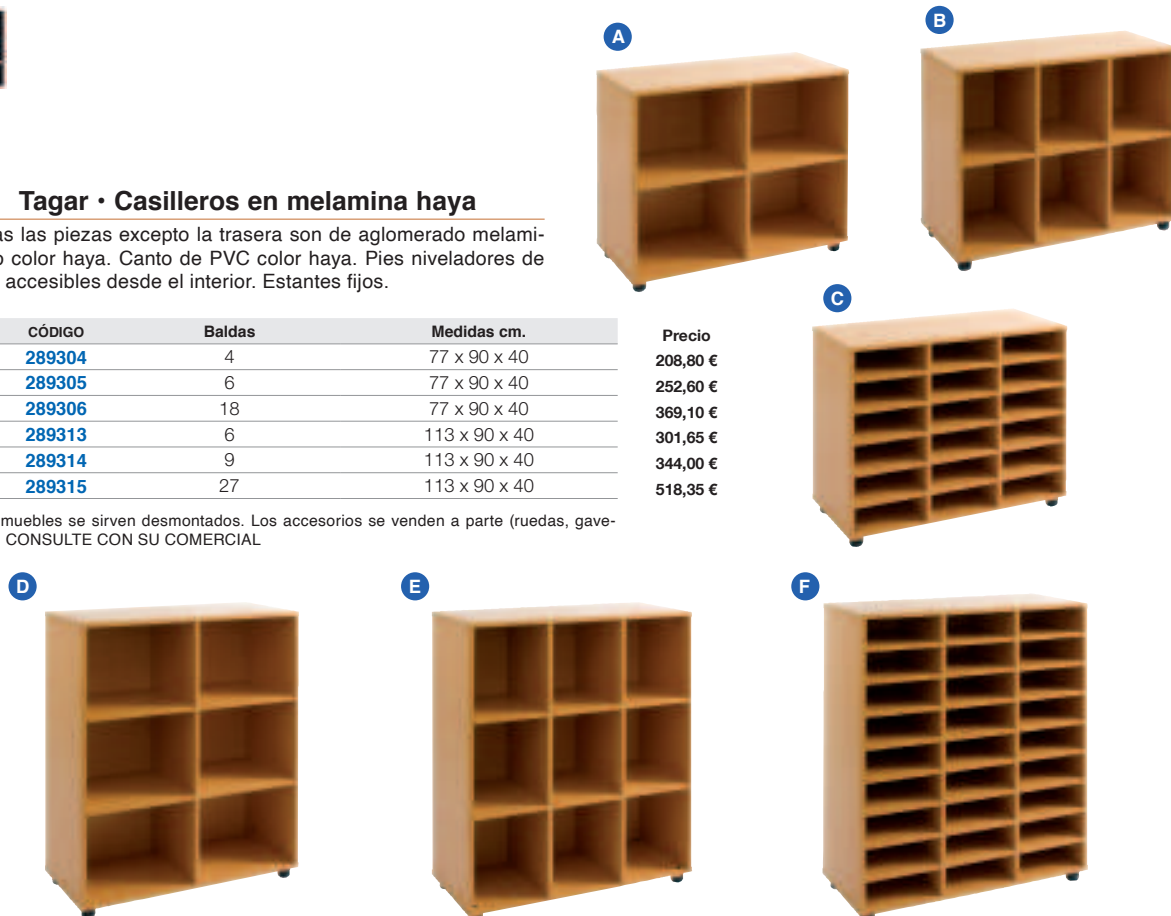 A
B
Tagar • Casilleros en melamina haya
as las piezas excepto la trasera son de aglomerado melami-
o color haya. Canto de PVC color haya. Pies niveladores de
accesibles desde el interior. Estantes fijos.
C
CÓDIGO Baldas Medidas cm. Precio
289304 4 77 x 90 x 40 208,80 €
289305 6 77 x 90 x 40 252,60 €
289306 18 77 x 90 x 40 369,10 €
289313 6 113 x 90 x 40 301,65 €
289314 9 113 x 90 x 40 344,00 €
289315 27 113 x 90 x 40 518,35 €
muebles se sirven desmontados. Los accesorios se venden a parte (ruedas, gave-
CONSULTE CON SU COMERCIAL
D
E
F